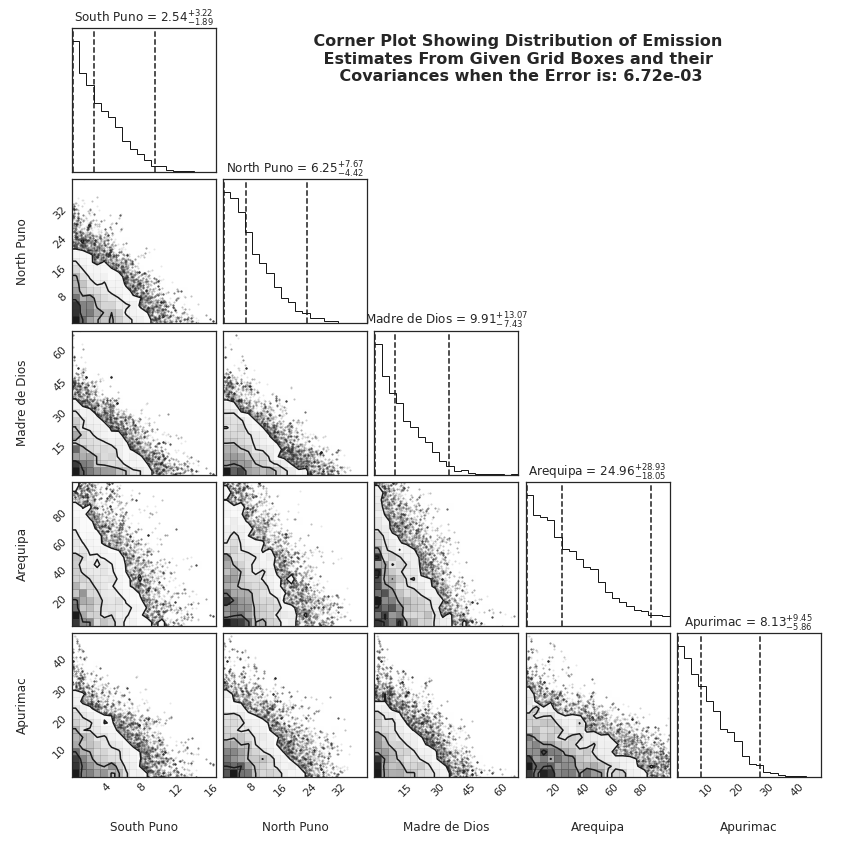 South Puno = 2.54+3.22−1.89
Corner Plot Showing Distribution of Emission
Estimates From Given Grid Boxes and their
Covariances when the Error is: 6.72e-03
North Puno = 6.25+7.67−4.42
North Puno
32
24
16
8
Madre de Dios = 9.91+13.07−7.43
Madre de Dios
60
45
30
15
Arequipa = 24.96+28.93−18.05
Arequipa
80
60
40
20
Apurimac = 8.13+9.45−5.86
Apurimac
40
30
20
10
4 8 12 16
8 16 24 32
15 30 45 60
20 40 60 80
10 20 30 40
South Puno North Puno Madre de Dios Arequipa Apurimac